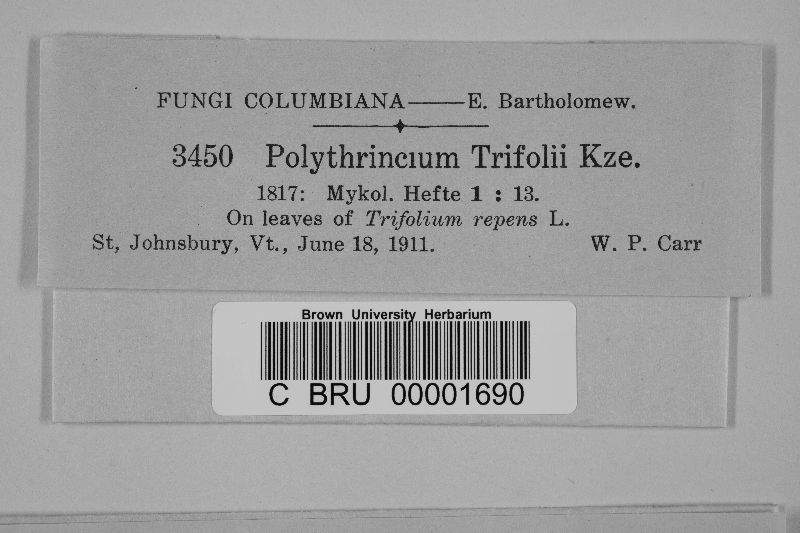 FUNGI COLUMBIANA——E. Bartholomew.
3450 Polythrincium Trifolii Kze.
1817: Mykol. Hefte 1 : 13.
On leaves of Trifolium repens L.
St, Johnsbury, Vt., June 18, 1911. W. P. Carr
Brown University Herbarium
C BRU 00001690